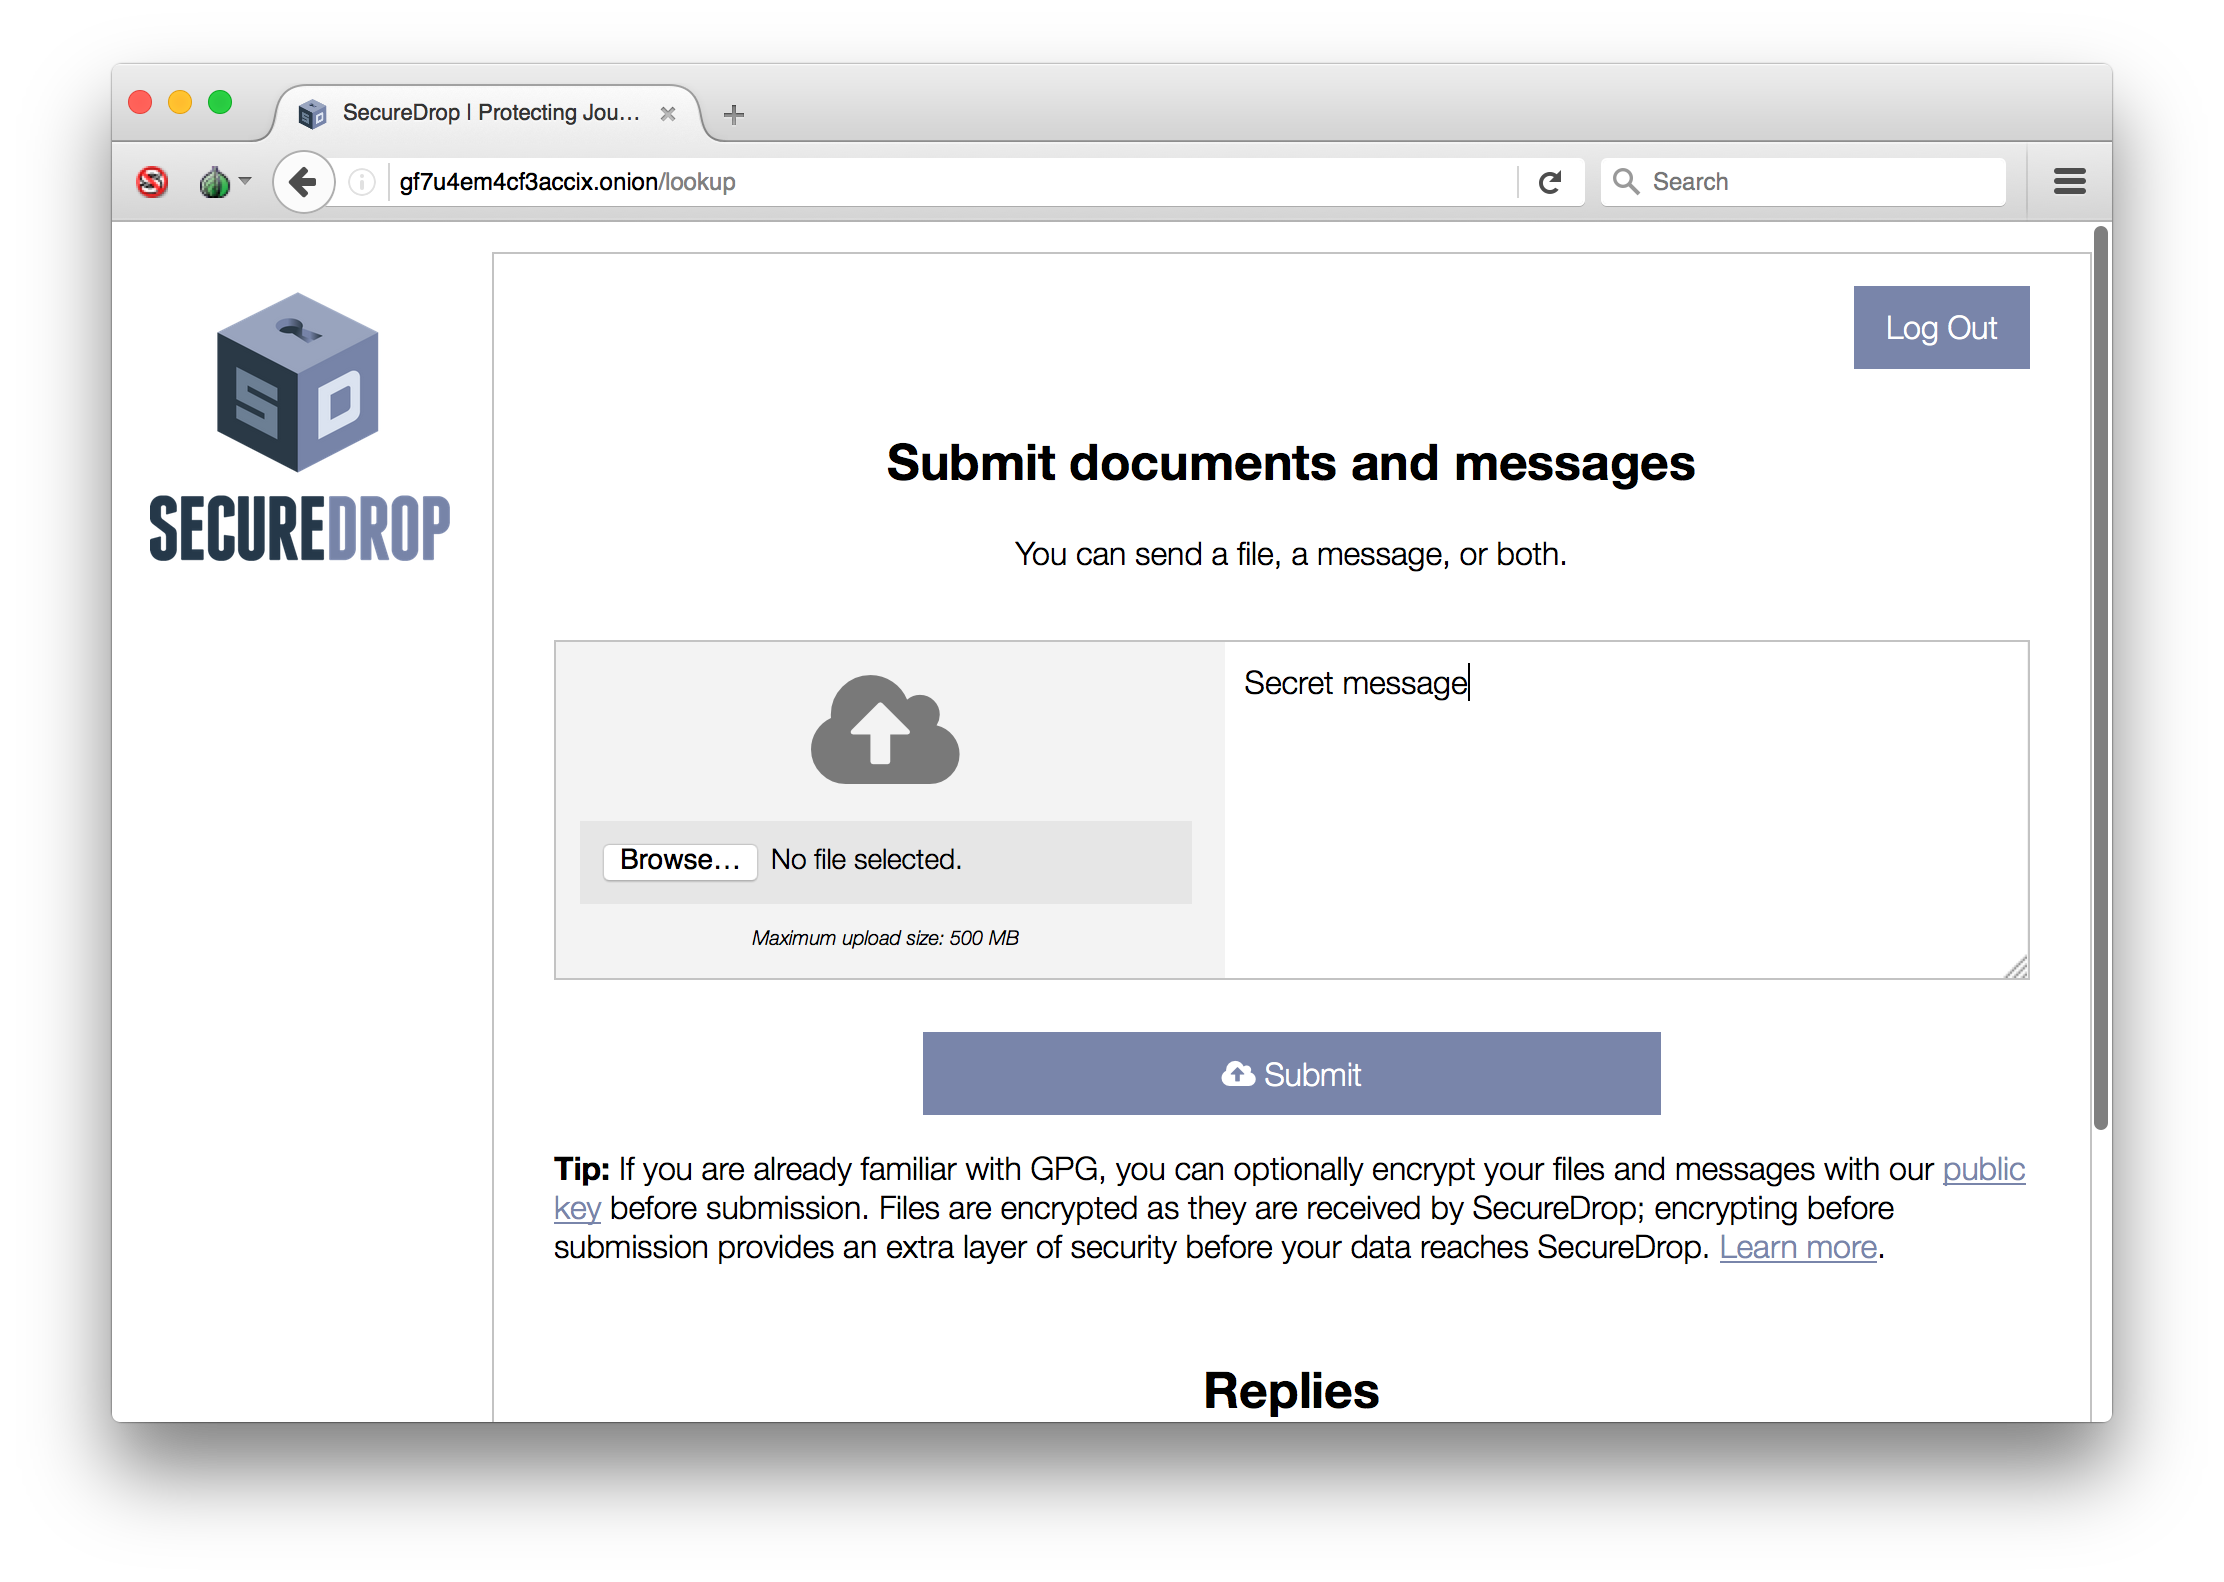 SecureDrop | Protecting Jou...
gf7u4em4cf3accix.onion/lookup
Search
S D
SECUREDROP
Log Out
Submit documents and messages
You can send a file, a message, or both.
Secret message
Browse... No file selected.
Maximum upload size: 500 MB
Submit
Tip: If you are already familiar with GPG, you can optionally encrypt your files and messages with our public
key before submission. Files are encrypted as they are received by SecureDrop; encrypting before
submission provides an extra layer of security before your data reaches SecureDrop. Learn more.
Replies